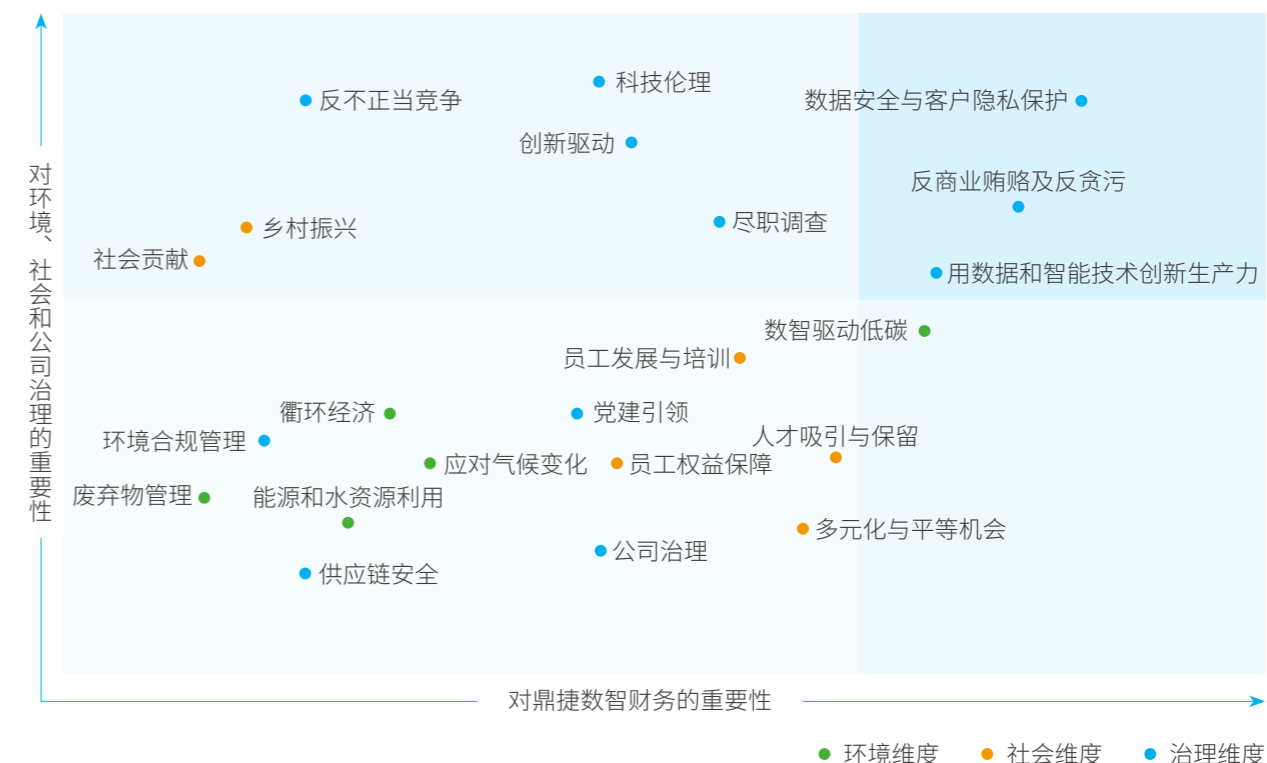 科技伦理
反不正当竞争
数据安全与客户隐私保护
创新驱动
反商业贿赂及反贪污
尽职调查
乡村振兴
社会贡献
用数据和智能技术创新生产力
数智驱动低碳
员工发展与培训
衢环经济
党建引领
环境合规管理
人才吸引与保留
应对气候变化
员工权益保障
废弃物管理
能源和水资源利用
多元化与平等机会
公司治理
供应链安全
对环境、社会和公司治理的重要性
对鼎捷数智财务的重要性
环境维度
社会维度
治理维度